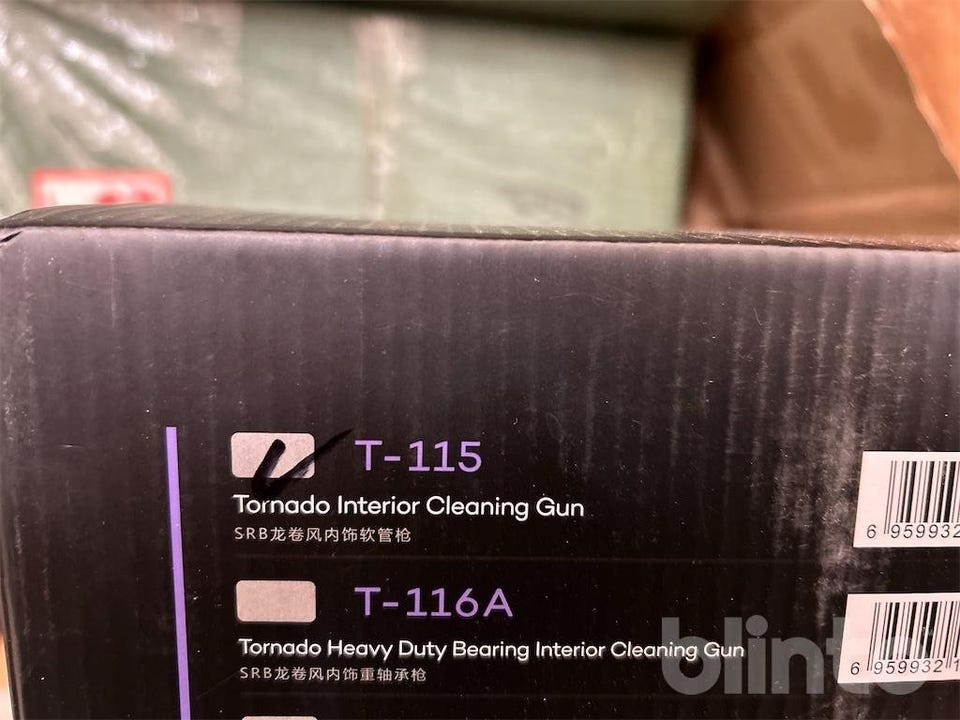 T-115
Tornado Interior Cleaning Gun
SRB龙卷风内饰软管枪
6 959932
T-116A
Tornado Heavy Duty Bearing Interior Cleaning Gun
SRB龙卷风内饰重轴承枪
6 959932 1
blinto